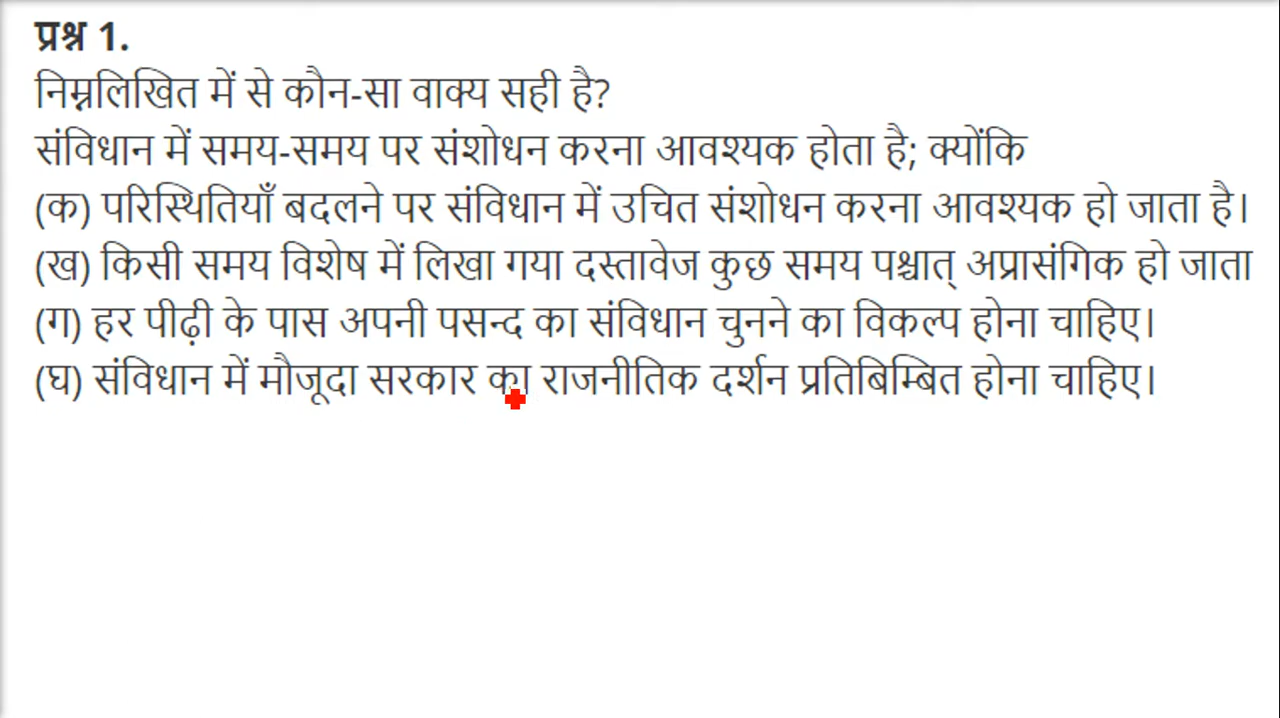 प्रश्न 1.
निम्नलिखित में से कौन-सा वाक्य सही है?
संविधान में समय-समय पर संशोधन करना आवश्यक होता है; क्योंकि
(क) परिस्थितियाँ बदलने पर संविधान में उचित संशोधन करना आवश्यक हो जाता है।
(ख) किसी समय विशेष में लिखा गया दस्तावेज कुछ समय पश्चात् अप्रासंगिक हो जाता
(ग) हर पीढ़ी के पास अपनी पसन्द का संविधान चुनने का विकल्प होना चाहिए।
(घ) संविधान में मौजूदा सरकार का राजनीतिक दर्शन प्रतिबिम्बित होना चाहिए।